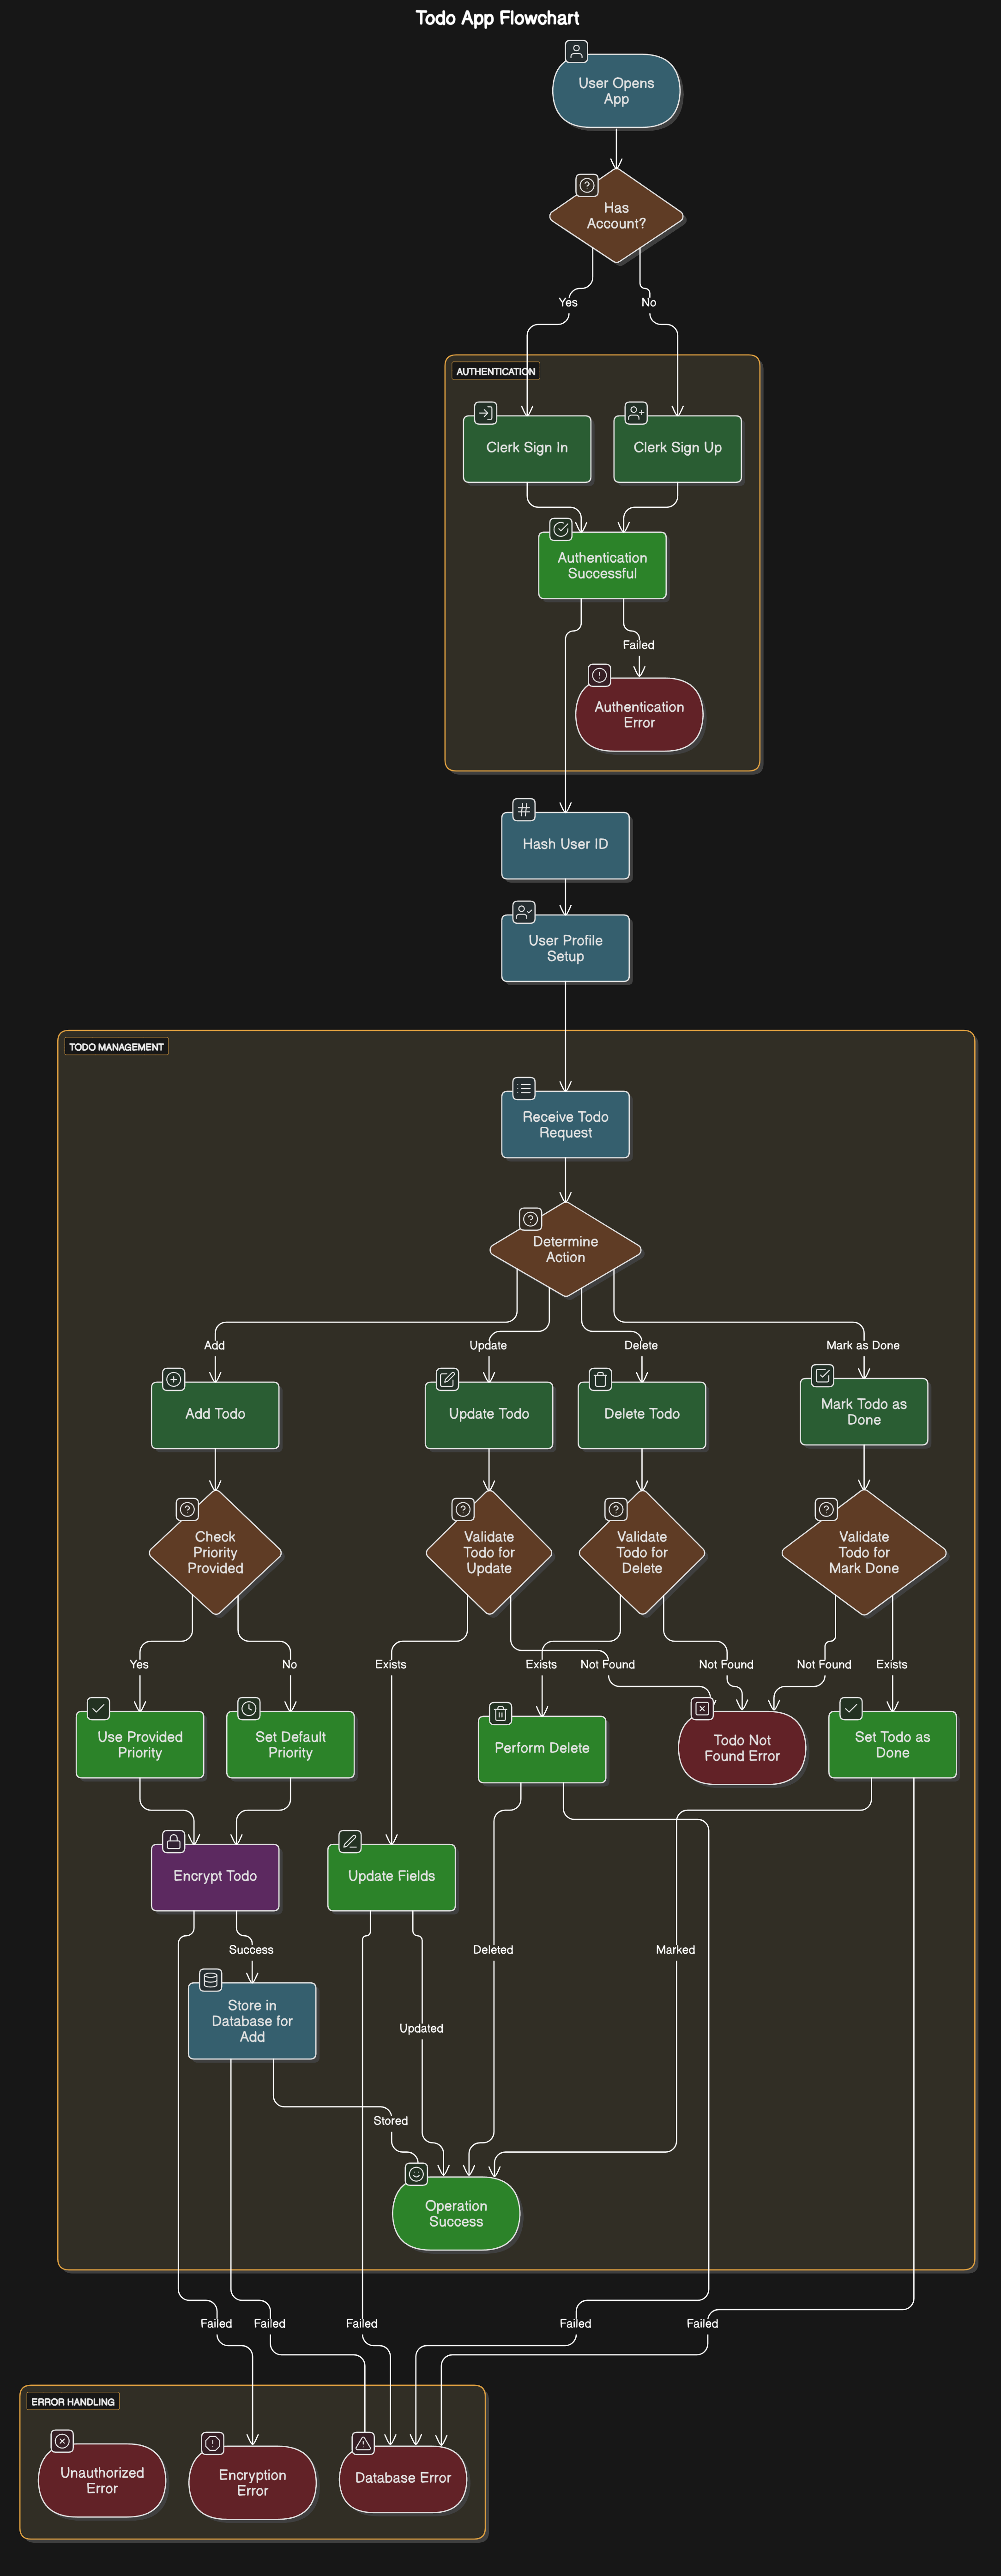 Todo App Flowchart
User Opens
App
Has
Account?
Yes
No
AUTHENTICATION
Clerk Sign In
Clerk Sign Up
Authentication
Successful
Failed
Authentication
Error
Hash User ID
User Profile
Setup
TODO MANAGEMENT
Receive Todo
Request
Determine
Action
Add
Update
Delete
Mark as Done
Add Todo
Update Todo
Delete Todo
Mark Todo as
Done
Check
Priority
Provided
Validate
Todo for
Update
Validate
Todo for
Delete
Validate
Todo for
Mark Done
Yes
No
Exists
Exists
Not Found
Not Found
Not Found
Exists
Use Provided
Priority
Set Default
Priority
Perform Delete
Todo Not
Found Error
Set Todo as
Done
Encrypt Todo
Update Fields
Success
Deleted
Marked
Store in
Database for
Add
Updated
Stored
Operation
Success
Failed
Failed
Failed
Failed
Failed
ERROR HANDLING
Unauthorized
Error
Encryption
Error
Database Error